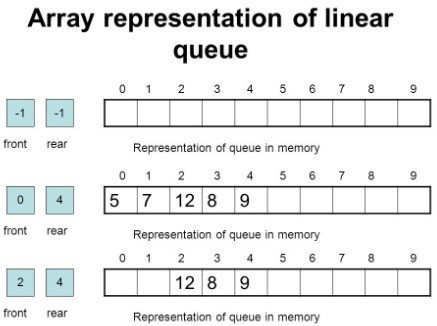 Array representation of linear
queue
0 1 2 3 4 5 6 7 8 9
-1 -1
front rear
Representation of queue in memory
0 1 2 3 4 5 6 7 8 9
0 4 5 7 12 8 9
front rear
Representation of queue in memory
0 1 2 3 4 5 6 7 8 9
2 4 12 8 9
front rear
Representation of queue in memory